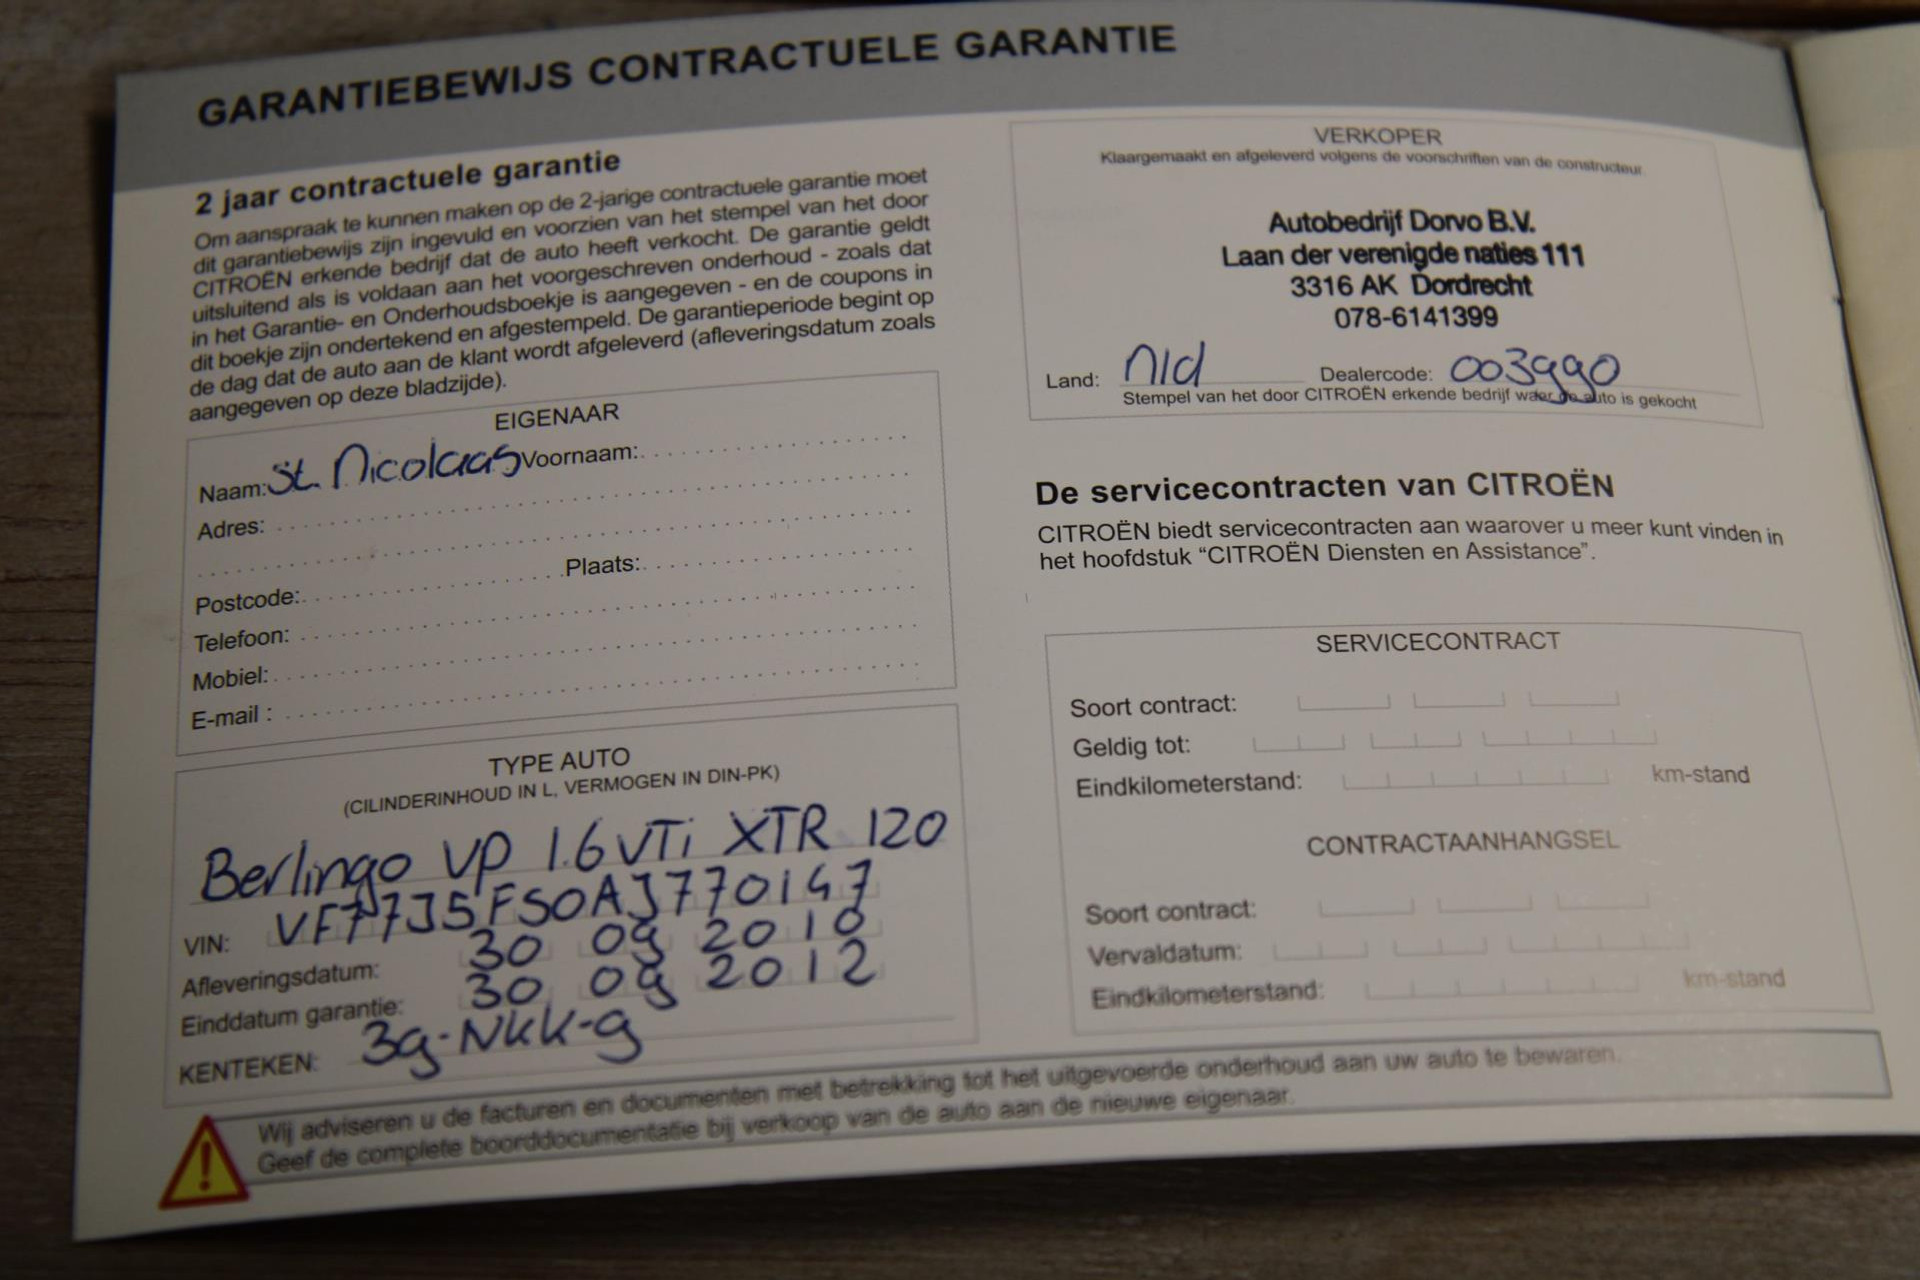 GARANTIEBEWIJS CONTRACTUELE GARANTIE
2 jaar contractuele garantie
Om aanspraak te kunnen maken op de 2-jarige contractuele garantie moet
dit garantiebewijs zijn ingevuld en voorzien van het stempel van het door
CITROËN erkende bedrijf dat de auto heeft verkocht. De garantie geldt
uitsluitend als is voldaan aan het voorgeschreven onderhoud - zoals dat
in het Garantie- en Onderhoudsboekje is aangegeven - en de coupons in
dit boekje zijn ondertekend en afgestempeld. De garantieperiode begint op
de dag dat de auto aan de klant wordt afgeleverd (afleveringsdatum zoals
aangegeven op deze bladzijde).
EIGENAAR
Naam: St. Nicolaas Voornaam:
Adres:
Postcode: Plaats:
Telefoon:
Mobiel:
E-mail :
TYPE AUTO
(CILINDERINHOUD IN L, VERMOGEN IN DIN-PK)
Berlingo VP 1.6 VTi XTR 120
VIN: VF77J5FS0AJ770147
Afleveringsdatum: 30 09 2010
Einddatum garantie: 30 09 2012
KENTEKEN: 39-NKK-9
Wij adviseren u de facturen en documenten met betrekking tot het uitgevoerde onderhoud aan uw auto te bewaren.
Geef de complete boorddocumentatie bij verkoop van de auto aan de nieuwe eigenaar.
VERKOPER
Klaargemaakt en afgeleverd volgens de voorschriften van de constructeur
Autobedrijf Dorvo B.V.
Laan der verenigde naties 111
3316 AK Dordrecht
078-6141399
Land: nld Dealercode: 003990
Stempel van het door CITROËN erkende bedrijf waar de auto is gekocht
De servicecontracten van CITROËN
CITROËN biedt servicecontracten aan waarover u meer kunt vinden in
het hoofdstuk “CITROËN Diensten en Assistance”.
SERVICECONTRACT
Soort contract:
Geldig tot:
Eindkilometerstand: km-stand
CONTRACTAANHANGSEL
Soort contract:
Vervaldatum:
Eindkilometerstand: km-stand